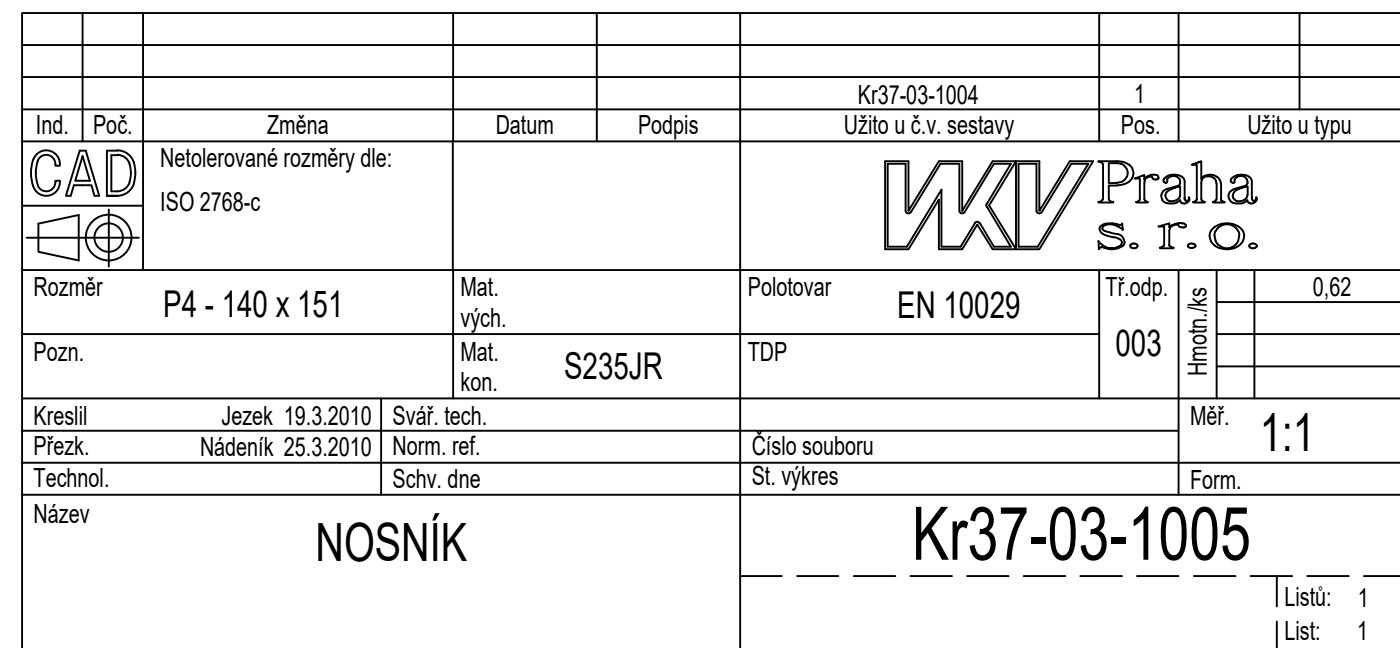 Kr37-03-1004 1
Ind. Poč. Změna Datum Podpis Užito u č.v. sestavy Pos. Užito u typu
CAD Netolerované rozměry dle:
ISO 2768-c
VKV Praha
s. r. o.
Rozměr P4 - 140 x 151 Mat.
vých.
Polotovar EN 10029 Tř.odp.
003
Hmotn./ks 0,62
Pozn. Mat.
kon.
S235JR TDP
Kreslil Jezek 19.3.2010 Svář. tech. Měř. 1:1
Přezk. Nádeník 25.3.2010 Norm. ref. Číslo souboru
Technol. Schv. dne St. výkres Form.
Název NOSNÍK Kr37-03-1005
Listů: 1
List: 1